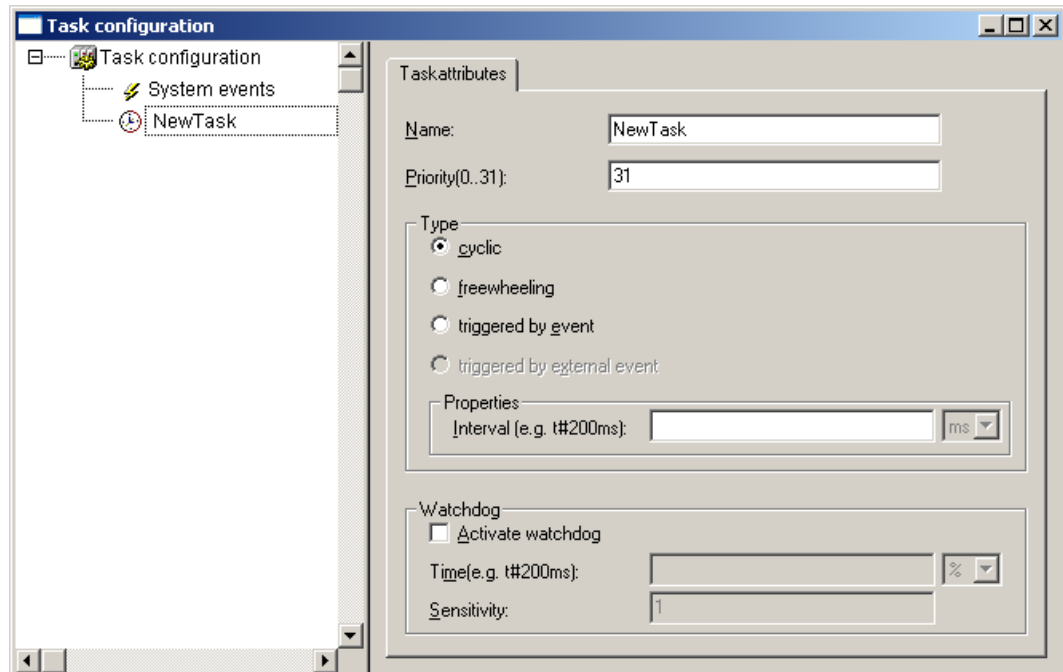 Task configuration
Task configuration
System events
NewTask
Taskattributes
Name: NewTask
Priority(0..31): 31
Type
cyclic
freewheeling
triggered by event
triggered by external event
Properties
Interval (e.g. t#200ms): ms
Watchdog
Activate watchdog
Time(e.g. t#200ms): %
Sensitivity: 1